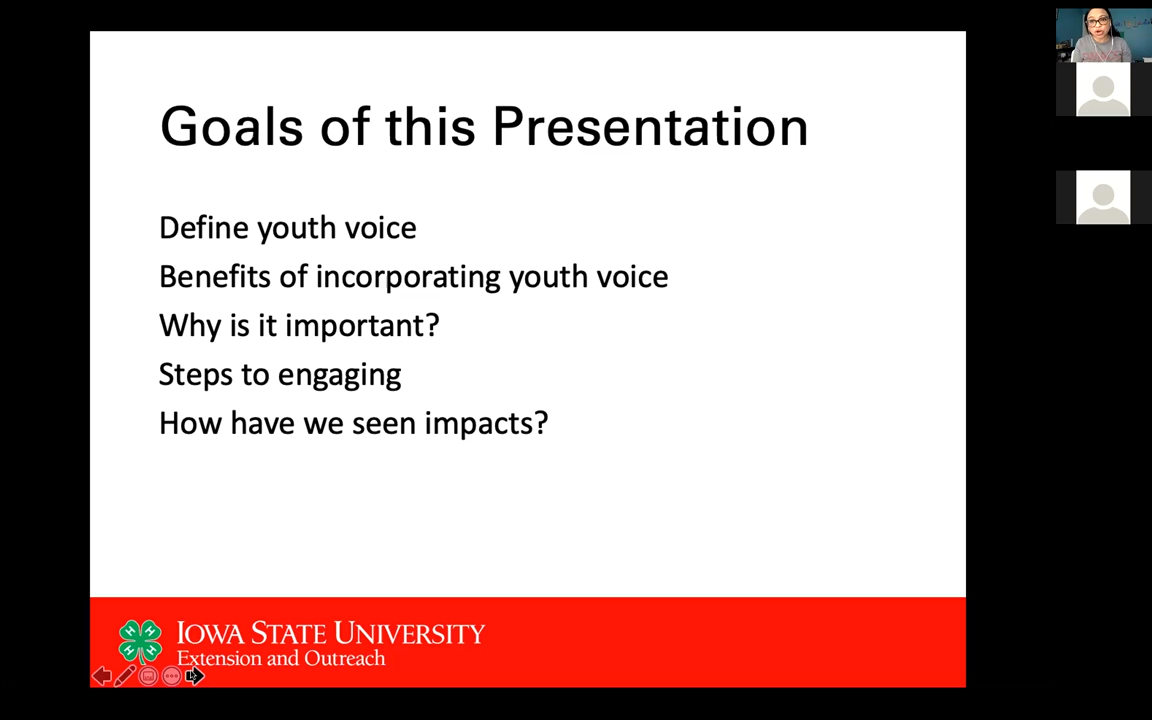 Goals of this Presentation
Define youth voice
Benefits of incorporating youth voice
Why is it important?
Steps to engaging
How have we seen impacts?
H H
H H
IOWA STATE UNIVERSITY
Extension and Outreach